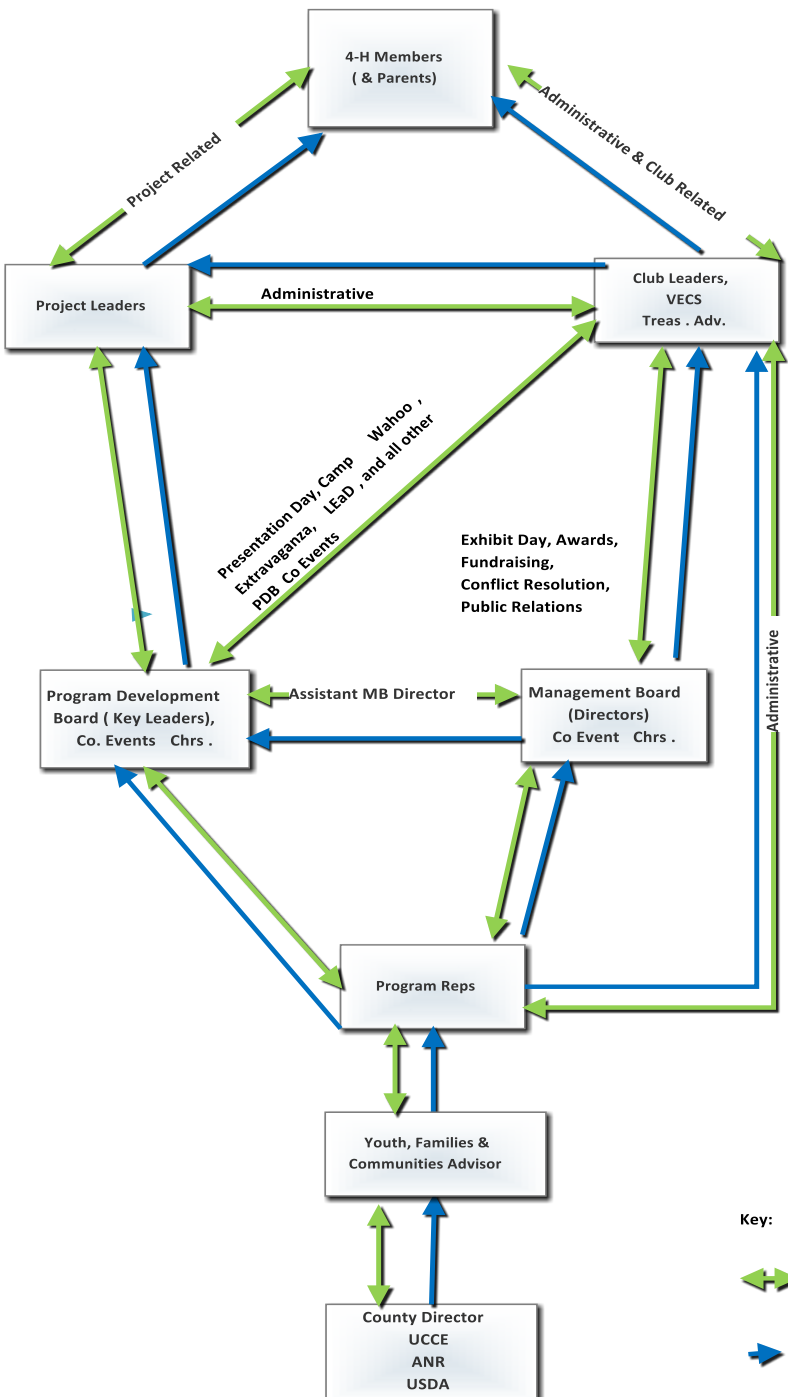 4-H Members
( & Parents)
Project Related
Administrative & Club Related
Project Leaders
Administrative
Club Leaders,
VECS
Treas . Adv.
Presentation Day, Camp Wahoo ,
Extravaganza, LEaD , and all other
PDB Co Events
Exhibit Day, Awards,
Fundraising,
Conflict Resolution,
Public Relations
Administrative
Program Development
Board ( Key Leaders),
Co. Events Chrs .
Assistant MB Director
Management Board
(Directors)
Co Event Chrs .
Program Reps
Youth, Families &
Communities Advisor
Key:
County Director
UCCE
ANR
USDA